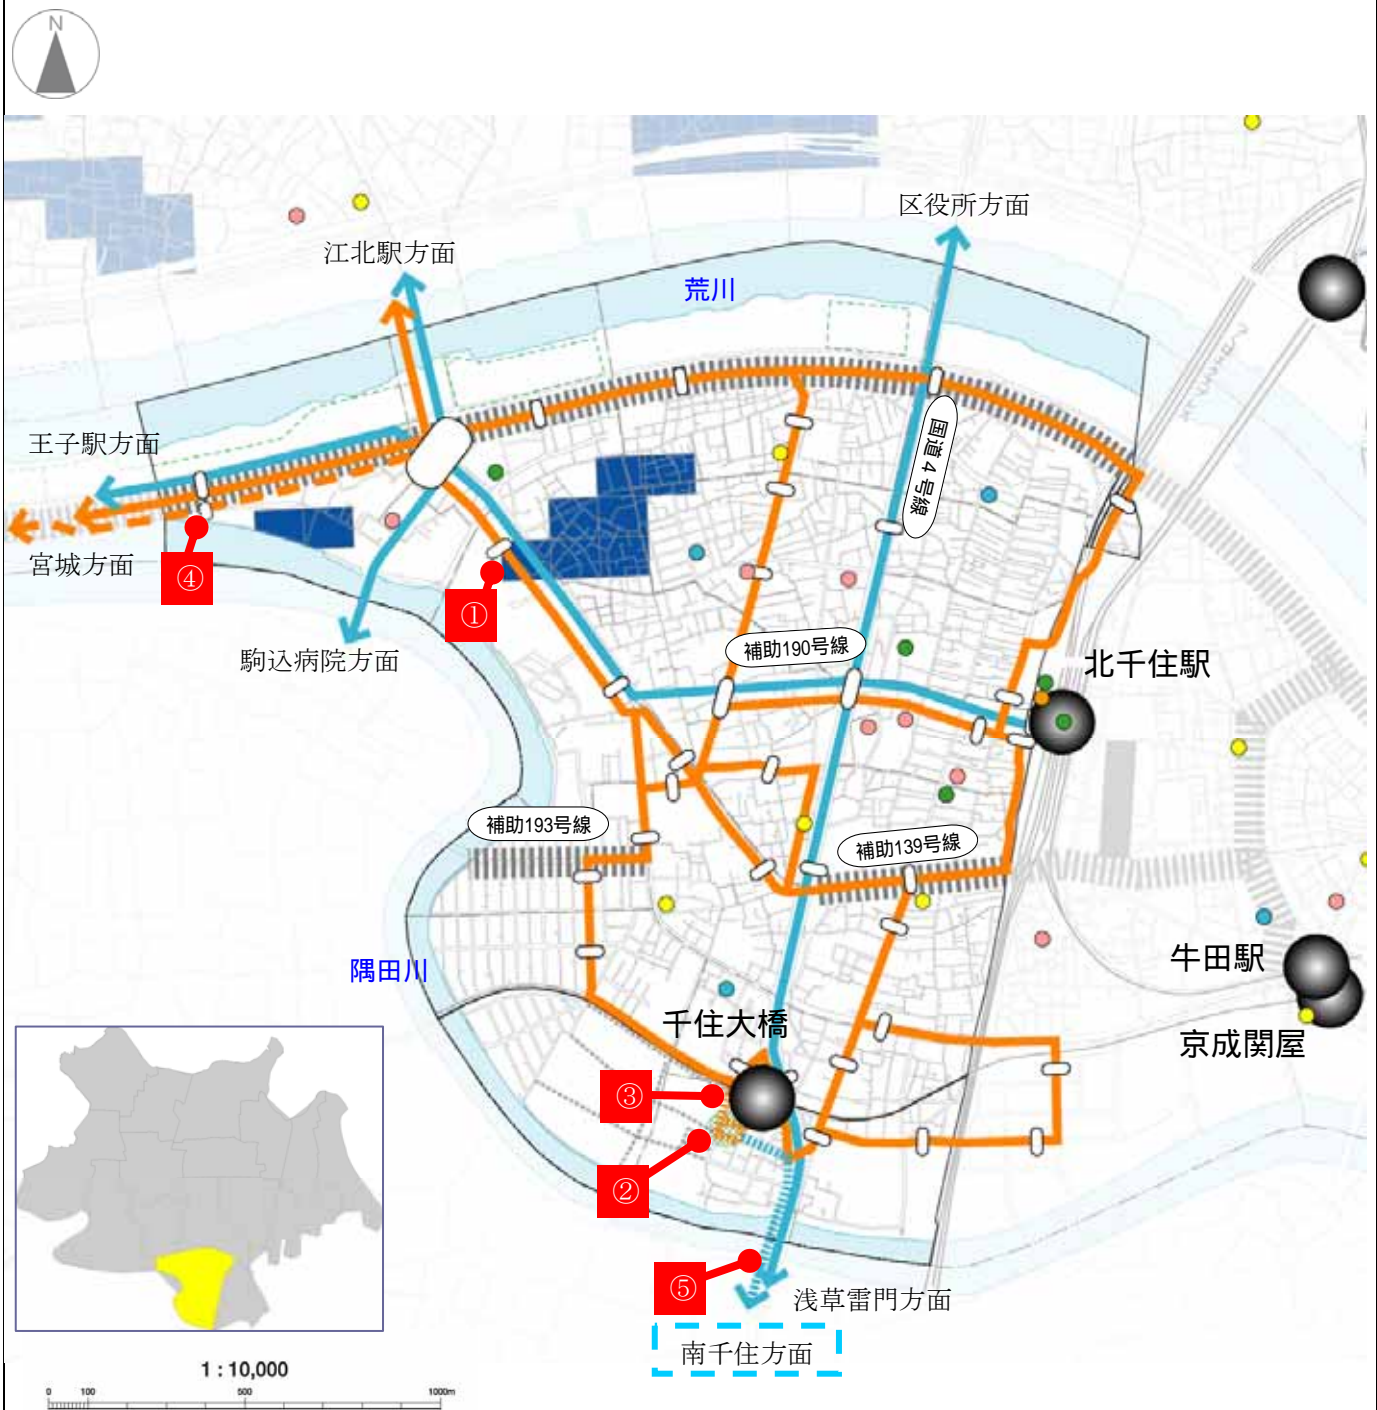 N
区役所方面
江北駅方面
荒川
王子駅方面
国道4号線
宮城方面
④
①
駒込病院方面
補助190号線
北千住駅
補助193号線
補助139号線
隅田川
牛田駅
千住大橋
京成関屋
③
②
⑤
浅草雷門方面
南千住方面
1 : 10,000
0 100 500 1000m